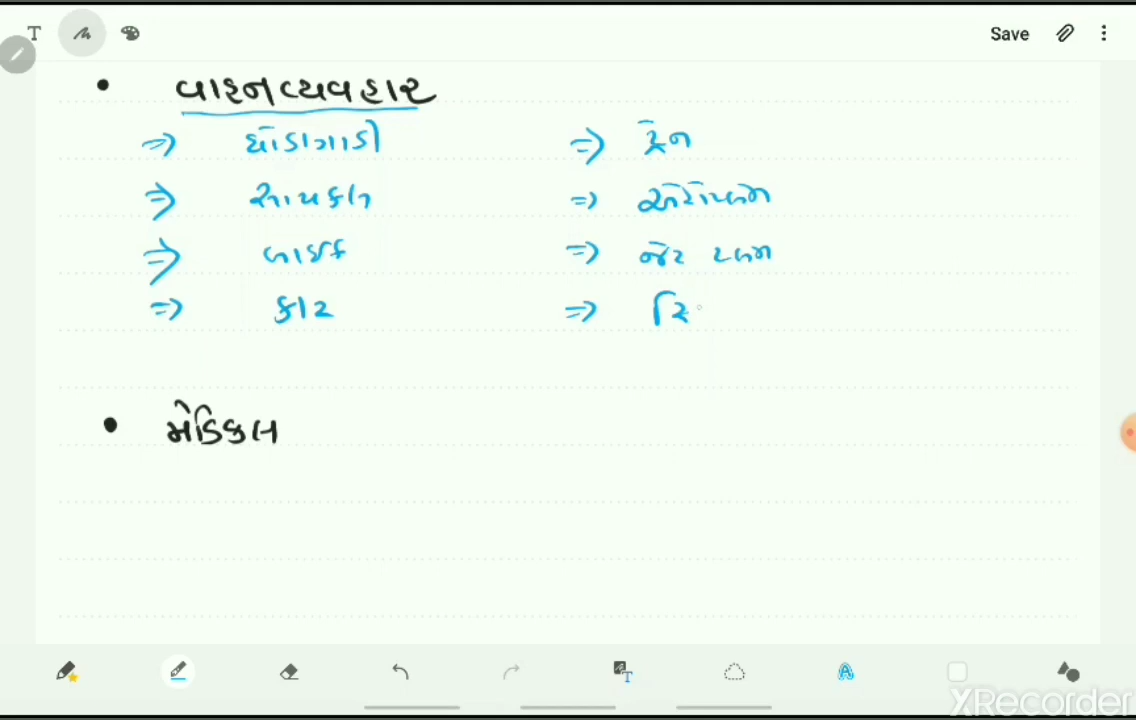 T Save
• વાહનવ્યવહાર
⇒ ઘોડાગાડી ⇒ ટ્રેન
⇒ સાયકલ ⇒ એરોપ્લેન
⇒ બાઈક ⇒ જેટ પ્લેન
⇒ કાર ⇒ રિ
• મેડિકલ
XRecorder